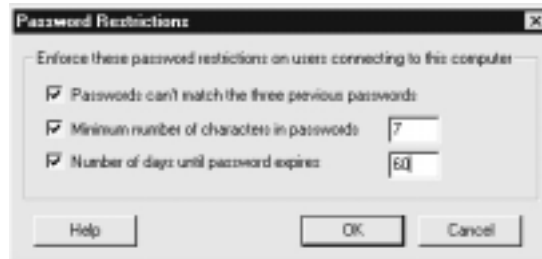 Password Restrictions
Enforce these password restrictions on users connecting to this computer
Passwords can't match the three previous passwords
Minimum number of characters in passwords 7
Number of days until password expires 60
Help OK Cancel